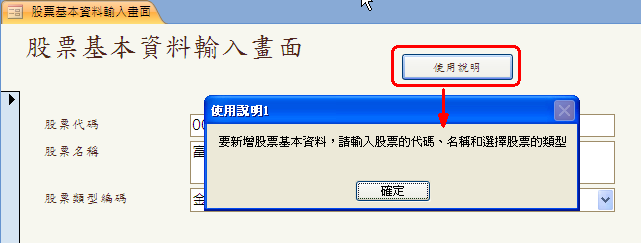 股票基本資料輸入畫面
股票基本資料輸入畫面
使用說明
使用說明1
要新增股票基本資料，請輸入股票的代碼、名稱和選擇股票的類型
確定
股票代碼
股票名稱
股票類型編碼